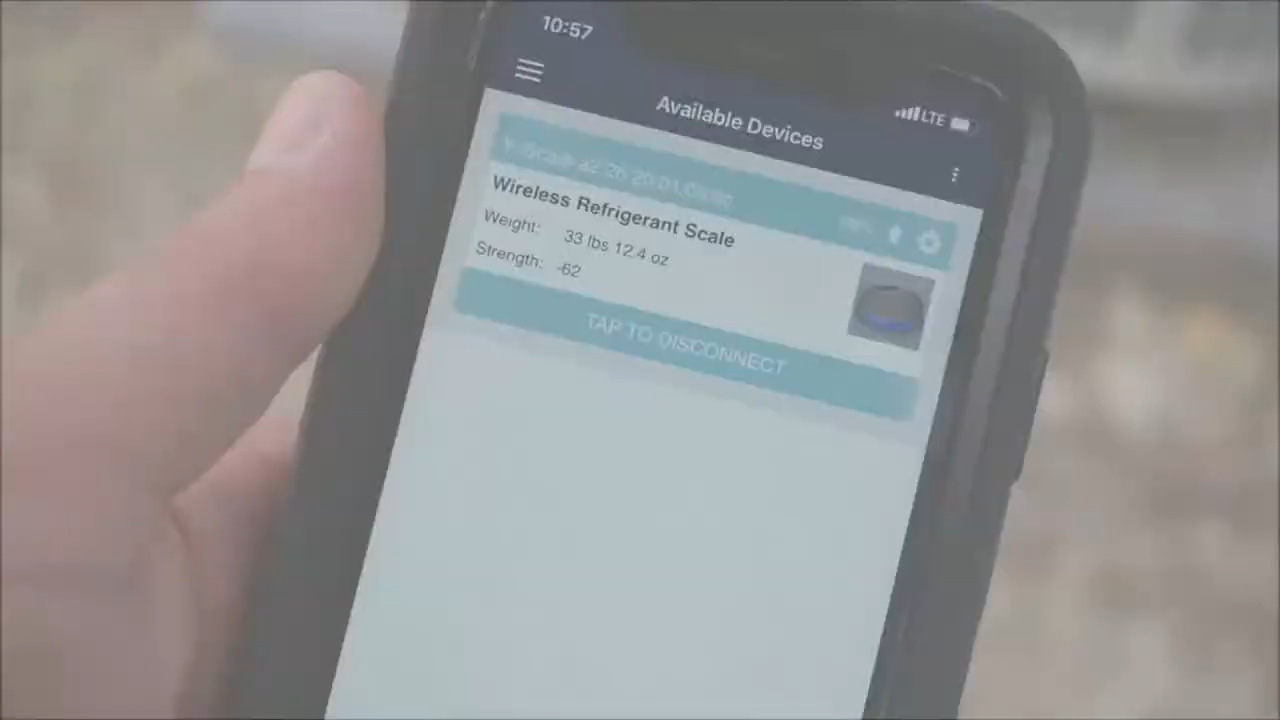 10:57
LTE
Available Devices
Wireless Refrigerant Scale
Weight: 33 lbs 12.4 oz
Strength: -62
TAP TO DISCONNECT